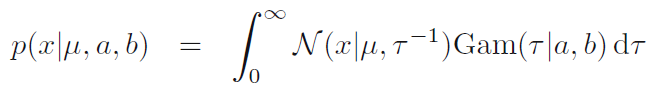 p(x|μ, a, b) = ∫₀^∞ 𝒩(x|μ, τ⁻¹)Gam(τ|a, b) dτ